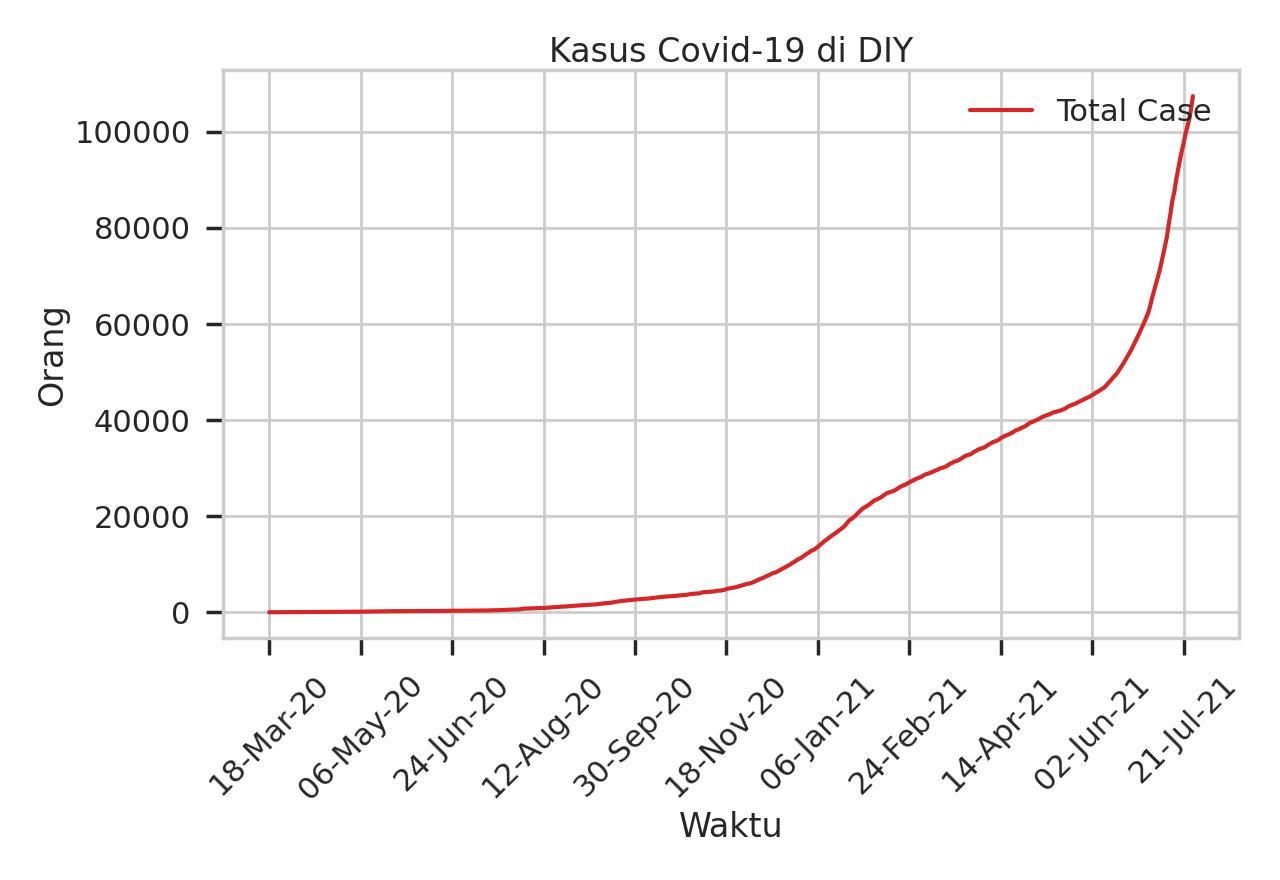 Kasus Covid-19 di DIY
Total Case
Orang
100000
80000
60000
40000
20000
0
18-Mar-20
06-May-20
24-Jun-20
12-Aug-20
30-Sep-20
18-Nov-20
06-Jan-21
24-Feb-21
14-Apr-21
02-Jun-21
21-Jul-21
Waktu